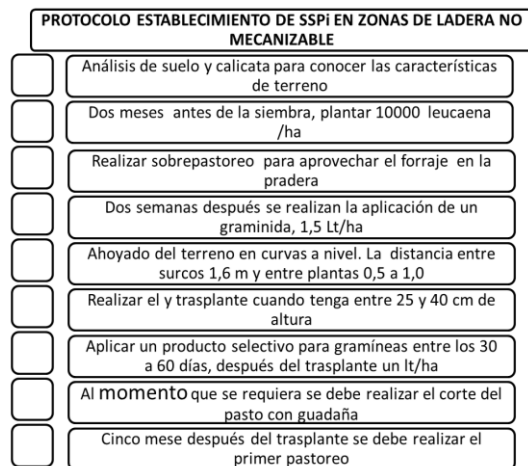 PROTOCOLO ESTABLECIMIENTO DE SSPi EN ZONAS DE LADERA NO
MECANIZABLE
Análisis de suelo y calicata para conocer las características
de terreno
Dos meses antes de la siembra, plantar 10000 leucaena
/ha
Realizar sobrepastoreo para aprovechar el forraje en la
pradera
Dos semanas después se realizan la aplicación de un
graminida, 1,5 Lt/ha
Ahoyado del terreno en curvas a nivel. La distancia entre
surcos 1,6 m y entre plantas 0,5 a 1,0
Realizar el y trasplante cuando tenga entre 25 y 40 cm de
altura
Aplicar un producto selectivo para gramíneas entre los 30
a 60 días, después del trasplante un lt/ha
Al momento que se requiera se debe realizar el corte del
pasto con guadaña
Cinco mese después del trasplante se debe realizar el
primer pastoreo